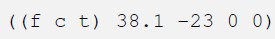 ((f c t) 38.1 -23 0 0)